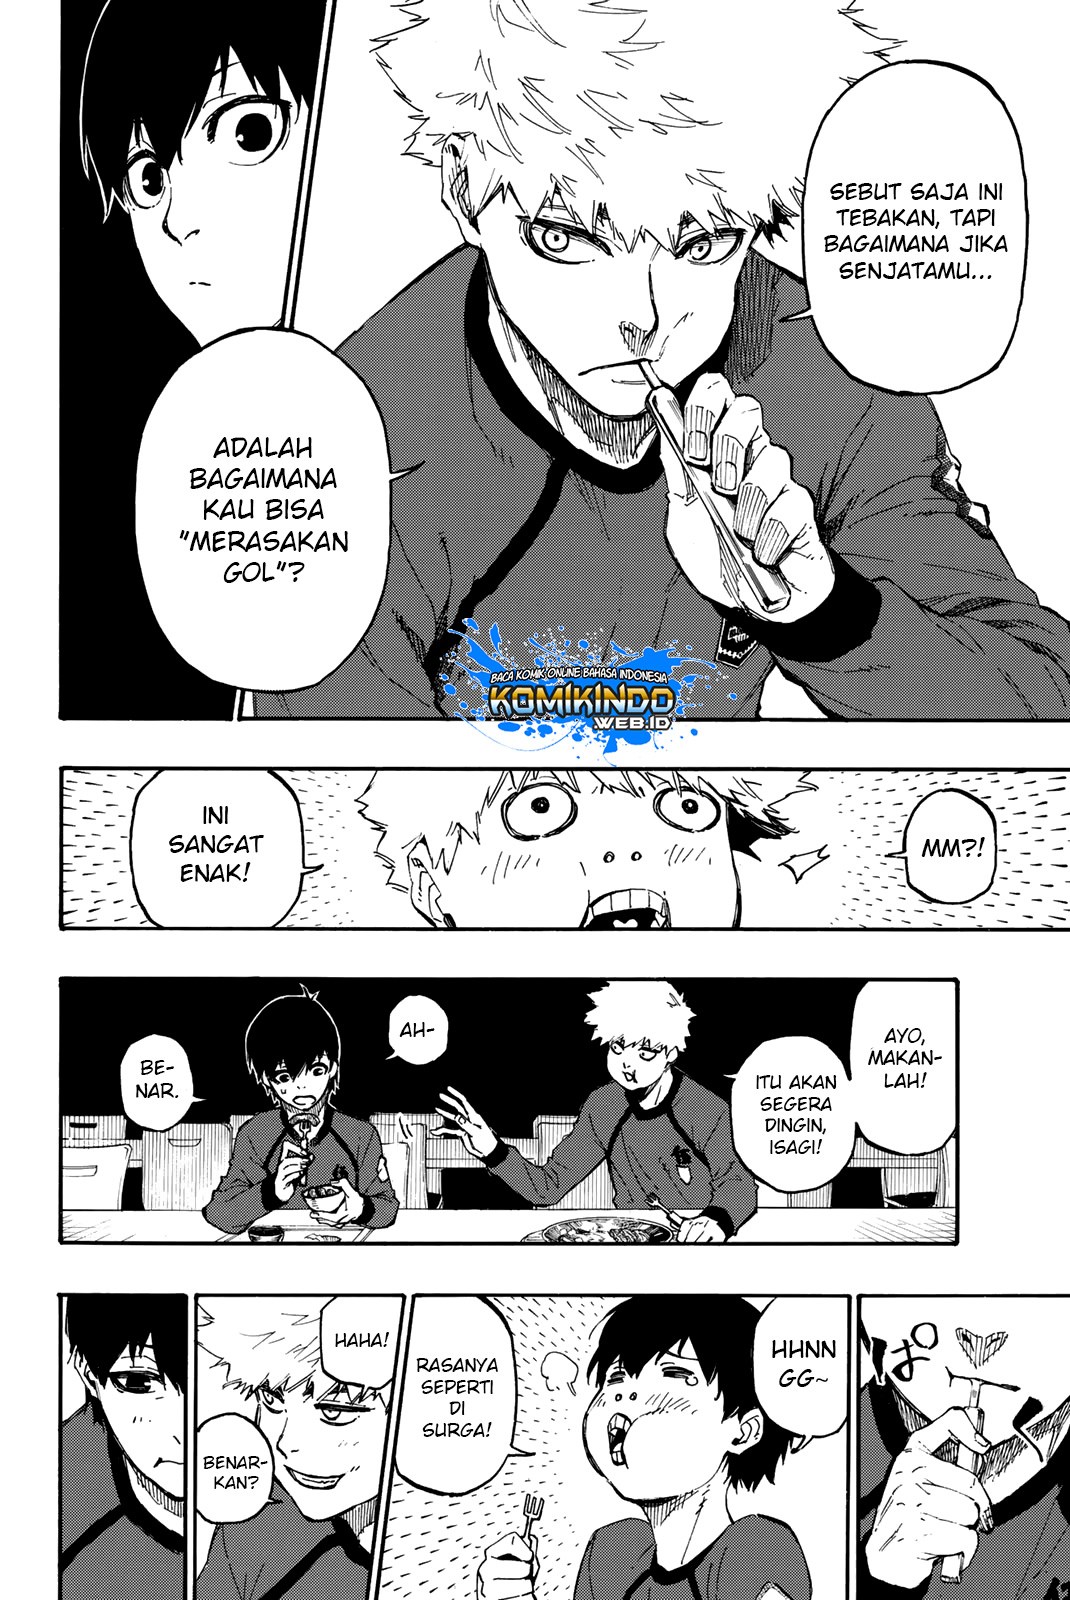 SEBUT SAJA INI
TEBAKAN, TAPI
BAGAIMANA JIKA
SENJATAMU...
ADALAH
BAGAIMANA
KAU BISA
"MERASAKAN
GOL"?
BACA KOMIK ONLINE BAHASA INDONESIA
KOMIKINDO
.WEB.ID
MM?!
INI
SANGAT
ENAK!
AYO,
MAKAN-
LAH!
ITU AKAN
SEGERA
DINGIN,
ISAGI!
AH-
BE-
NAR.
ぱ
HHNN
GG~
RASANYA
SEPERTI
DI
SURGA!
HAHA!
BENAR-
KAN?